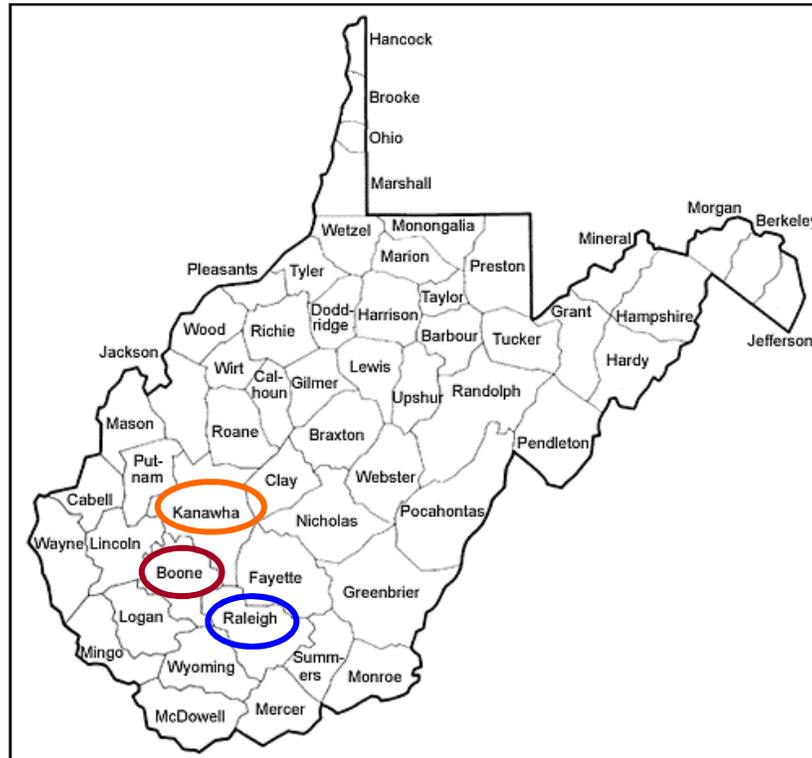 Hancock
Brooke
Ohio
Marshall
Morgan
Berkeley
Wetzel
Monongalia
Mineral
Marion
Pleasants
Tyler
Preston
Taylor
Grant
Dodd-
ridge
Harrison
Hampshire
Wood
Richie
Barbour
Tucker
Jefferson
Jackson
Hardy
Wirt
Lewis
Cal-
houn
Gilmer
Upshur
Randolph
Mason
Roane
Braxton
Pendleton
Put-
nam
Clay
Webster
Cabell
Kanawha
Nicholas
Pocahontas
Wayne
Lincoln
Boone
Fayette
Greenbrier
Logan
Raleigh
Mingo
Wyoming
Summ-
ers
Monroe
McDowell
Mercer